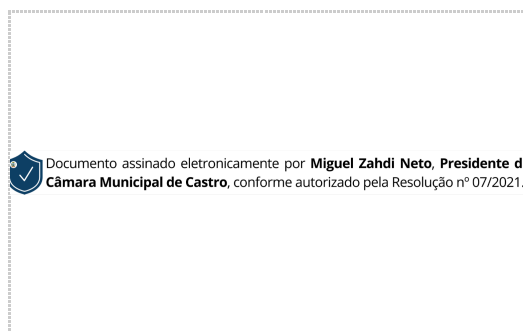 Documento assinado eletronicamente por Miguel Zahdi Neto, Presidente d
Câmara Municipal de Castro, conforme autorizado pela Resolução nº 07/2021.